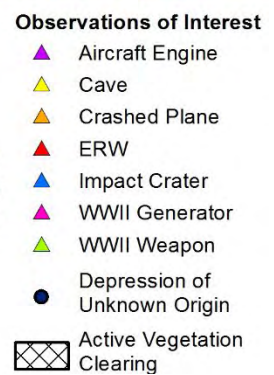 Observations of Interest
Aircraft Engine
Cave
Crashed Plane
ERW
Impact Crater
WWII Generator
WWII Weapon
Depression of
Unknown Origin
Active Vegetation
Clearing